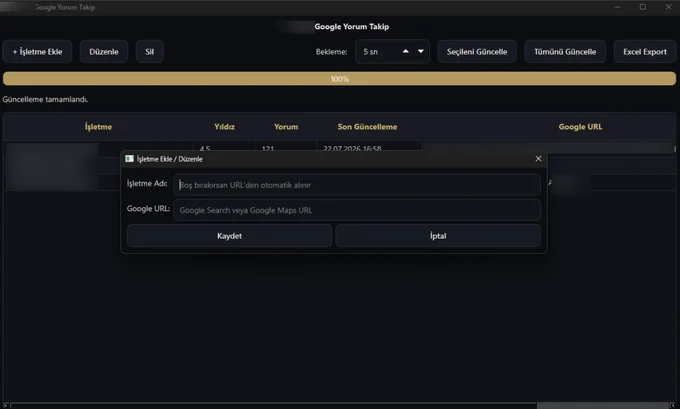 Google Yorum Takip
Google Yorum Takip
+ İşletme Ekle Düzenle Sil Bekleme: 5 sn Seçileni Güncelle Tümünü Güncelle Excel Export
100%
Güncelleme tamamlandı.
İşletme Yıldız Yorum Son Güncelleme Google URL
4.5 121 22.07.2026 16:58
İşletme Ekle / Düzenle
İşletme Adı: Boş bırakırsan URL'den otomatik alınır
Google URL: Google Search veya Google Maps URL
Kaydet İptal